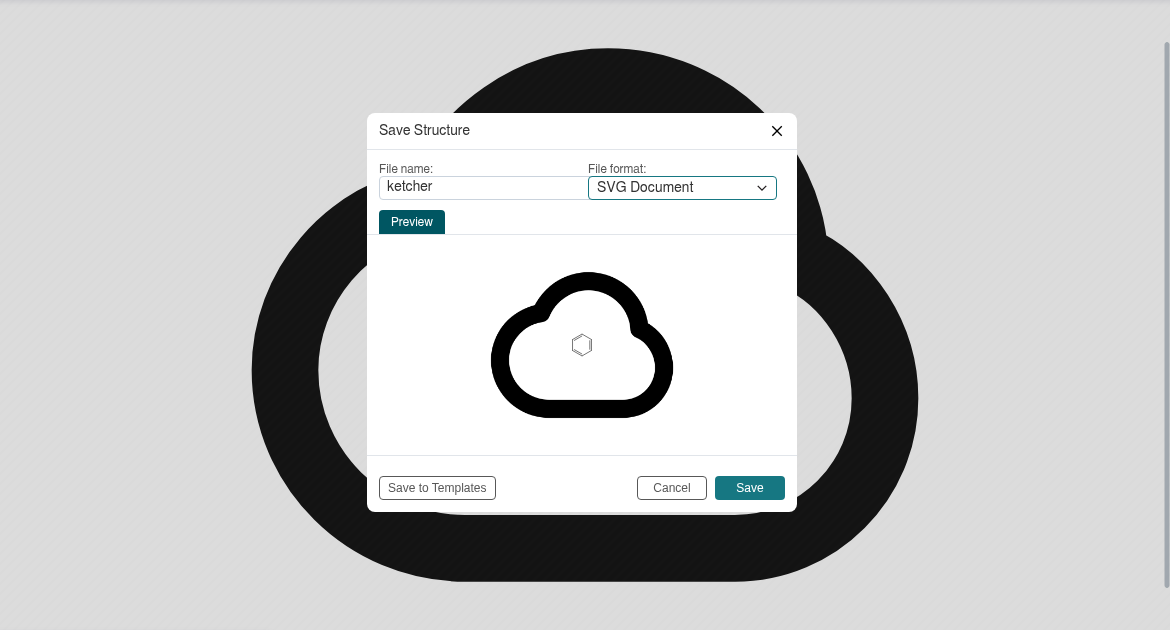 Save Structure
File name:
File format:
ketcher
SVG Document
Preview
Save to Templates
Cancel
Save